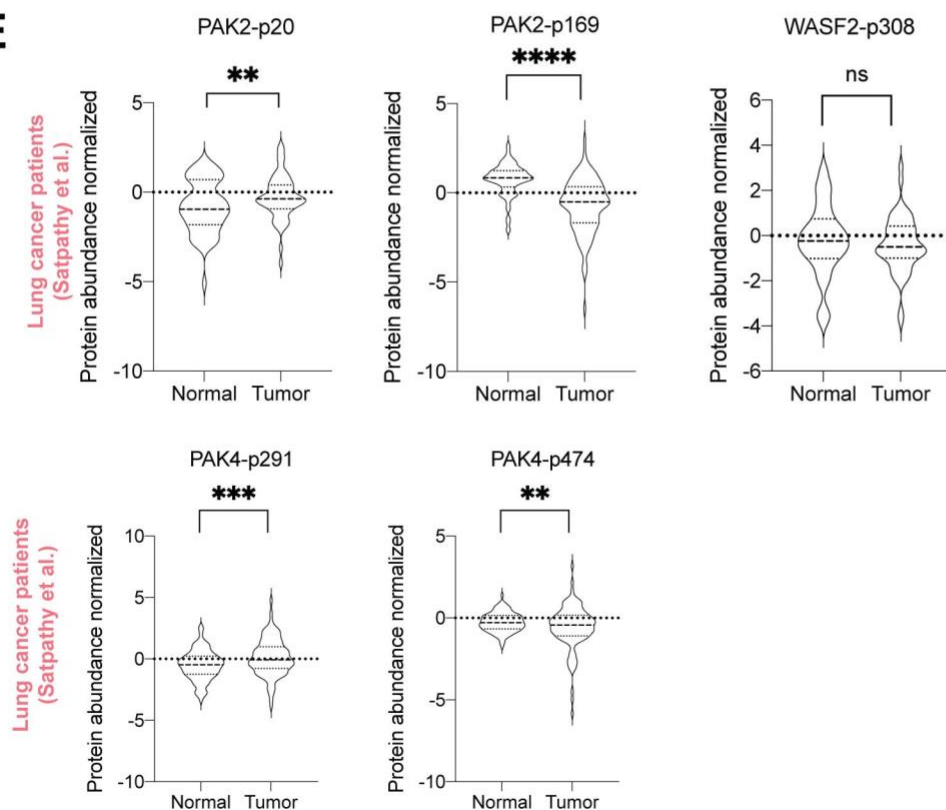 E
Lung cancer patients
(Satpathy et al.)
PAK2-p20
**
Protein abundance normalized
5
0
-5
-10
Normal Tumor
PAK2-p169
****
Protein abundance normalized
5
0
-5
-10
Normal Tumor
WASF2-p308
ns
Protein abundance normalized
6
4
2
0
-2
-4
-6
Normal Tumor
Lung cancer patients
(Satpathy et al.)
PAK4-p291
***
Protein abundance normalized
10
5
0
-5
-10
Normal Tumor
PAK4-p474
**
Protein abundance normalized
5
0
-5
-10
Normal Tumor